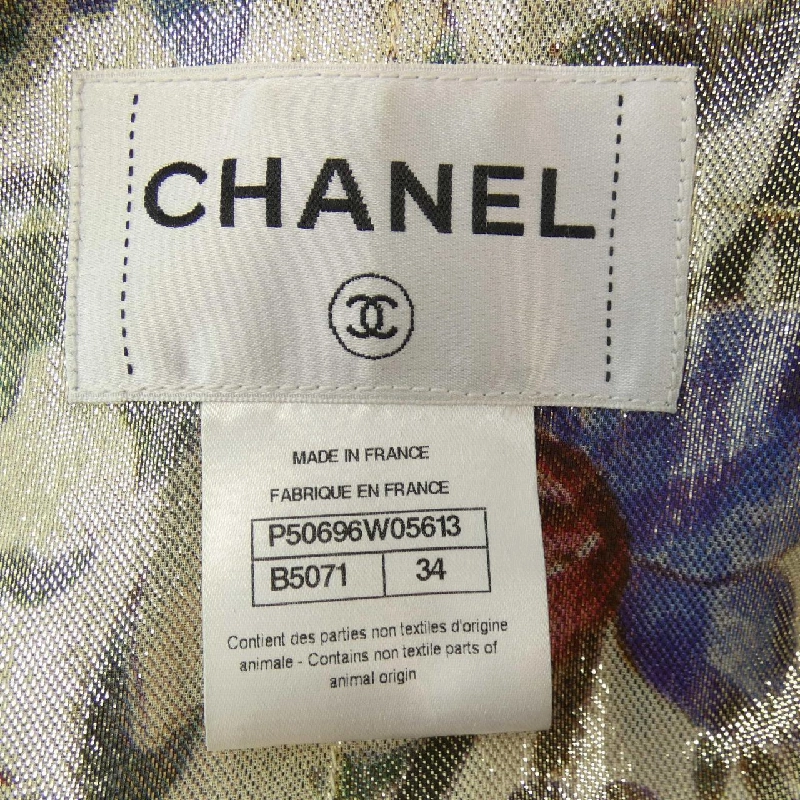 CHANEL
MADE IN FRANCE
FABRIQUE EN FRANCE
P50696W05613
B5071 34
Contient des parties non textiles d'origine
animale - Contains non textile parts of
animal origin